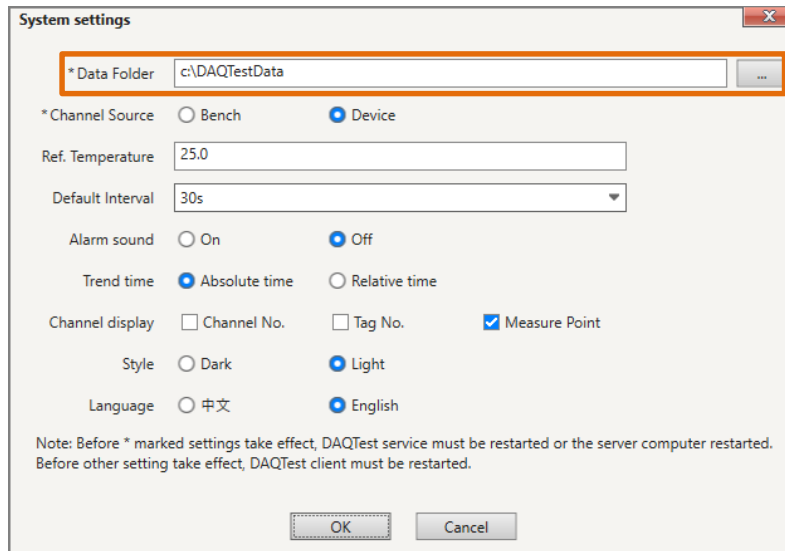 System settings
* Data Folder c:\DAQTestData ...
* Channel Source Bench Device
Ref. Temperature 25.0
Default Interval 30s
Alarm sound On Off
Trend time Absolute time Relative time
Channel display Channel No. Tag No. Measure Point
Style Dark Light
Language 中文 English
Note: Before * marked settings take effect, DAQTest service must be restarted or the server computer restarted.
Before other setting take effect, DAQTest client must be restarted.
OK Cancel